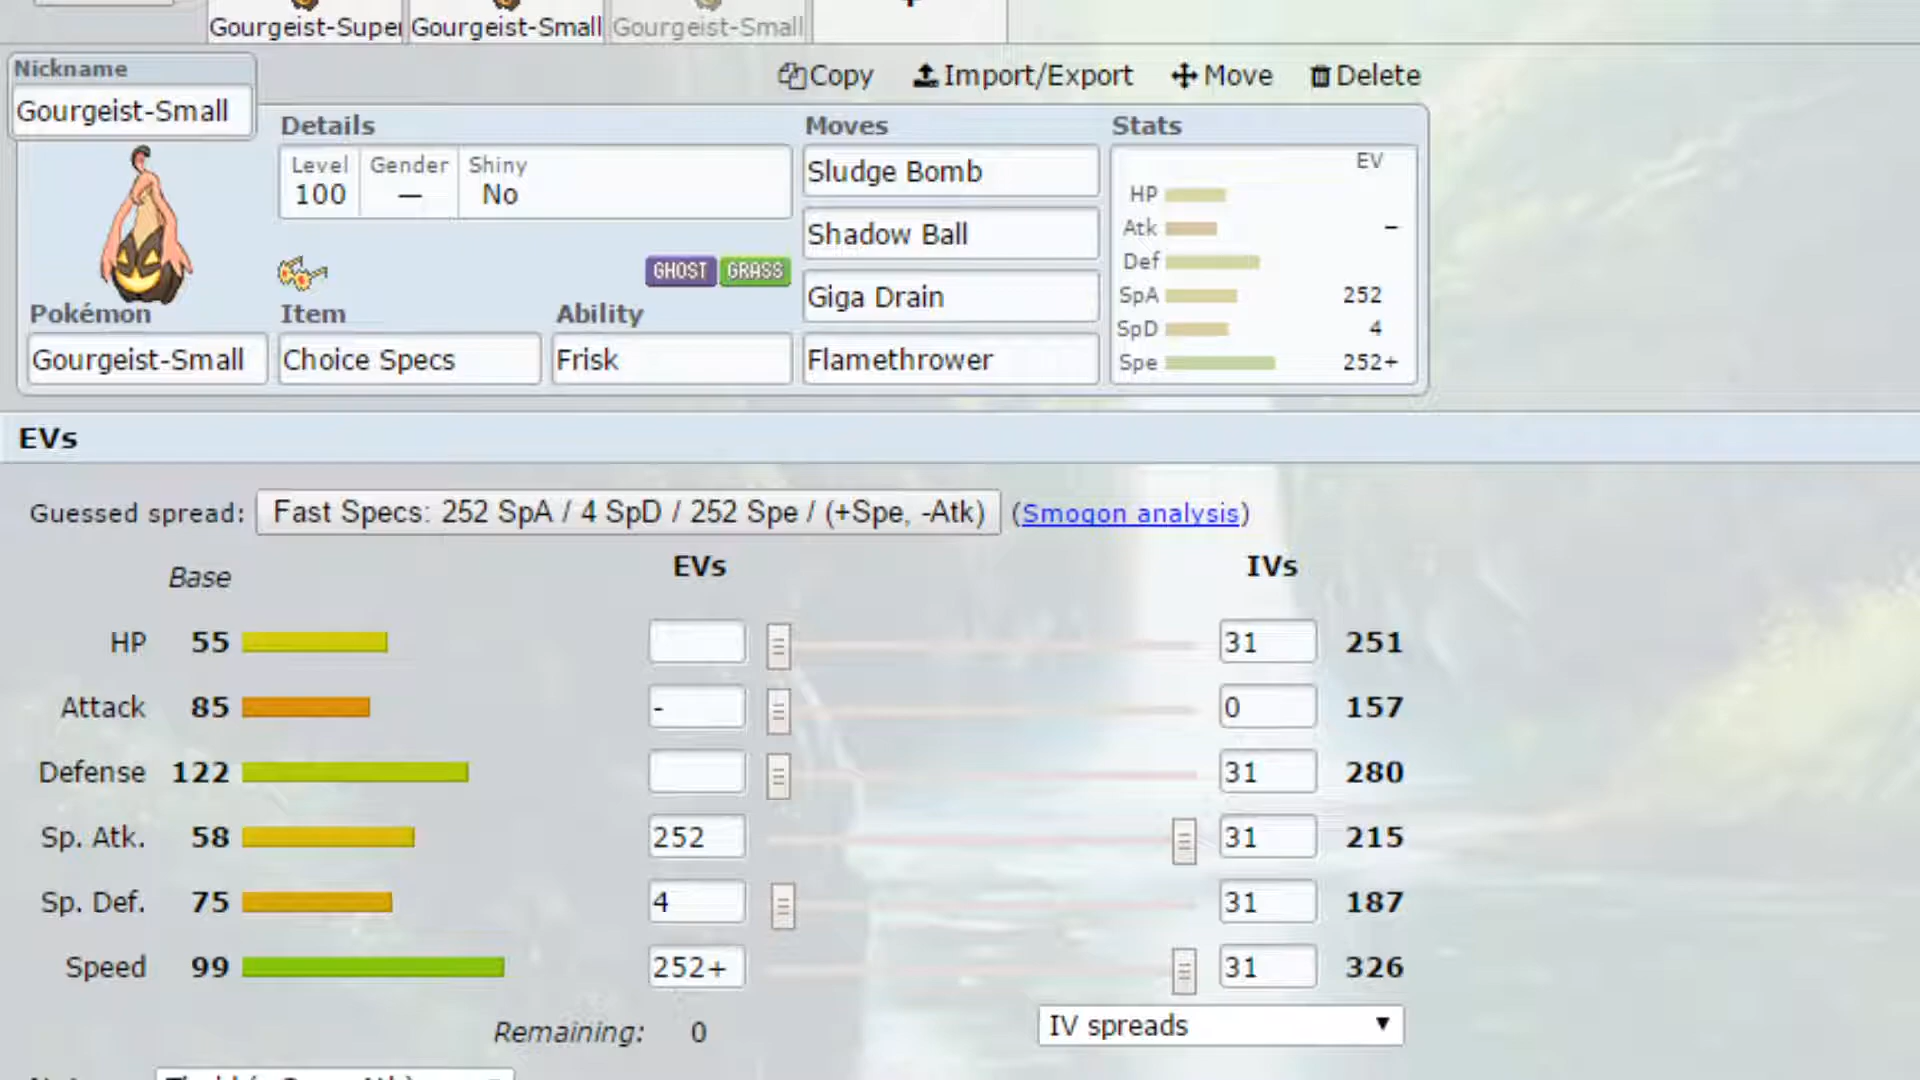 Gourgeist-Super Gourgeist-Small Gourgeist-Small
Nickname
Gourgeist-Small
Copy Import/Export Move Delete
Details Moves Stats
Level Gender Shiny
100 — No
Sludge Bomb
Shadow Ball
Giga Drain
Flamethrower
EV
HP
Atk –
Def
SpA 252
SpD 4
Spe 252+
GHOST GRASS
Pokémon Item Ability
Gourgeist-Small Choice Specs Frisk
EVs
Guessed spread: Fast Specs: 252 SpA / 4 SpD / 252 Spe / (+Spe, -Atk) (Smogon analysis)
Base EVs IVs
HP 55 31 251
Attack 85 - 0 157
Defense 122 31 280
Sp. Atk. 58 252 31 215
Sp. Def. 75 4 31 187
Speed 99 252+ 31 326
Remaining: 0
IV spreads